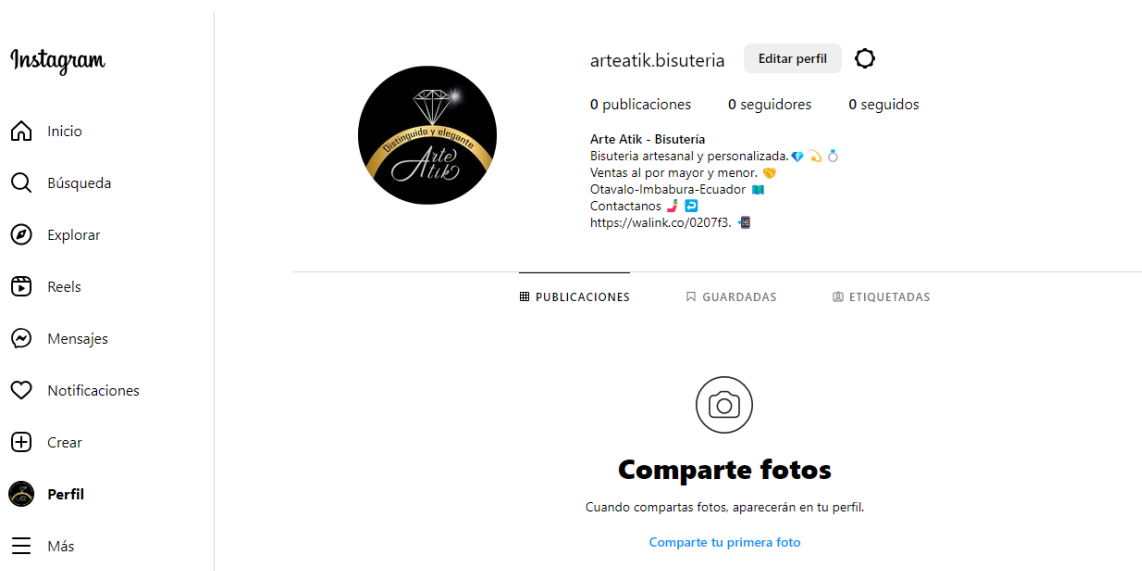 Instagram
Inicio
Búsqueda
Explorar
Reels
Mensajes
Notificaciones
Crear
Perfil
Más
Distinguido y elegante
Arte
Atik
arteatik.bisuteria Editar perfil
0 publicaciones 0 seguidores 0 seguidos
Arte Atik - Bisutería
Bisuteria artesanal y personalizada.💎 💫 💍
Ventas al por mayor y menor. 🤝
Otavalo-Imbabura-Ecuador 🗺️
Contactanos 🤳 ↩️
https://walink.co/0207f3. 📲
PUBLICACIONES GUARDADAS ETIQUETADAS
Comparte fotos
Cuando compartas fotos, aparecerán en tu perfil.
Comparte tu primera foto